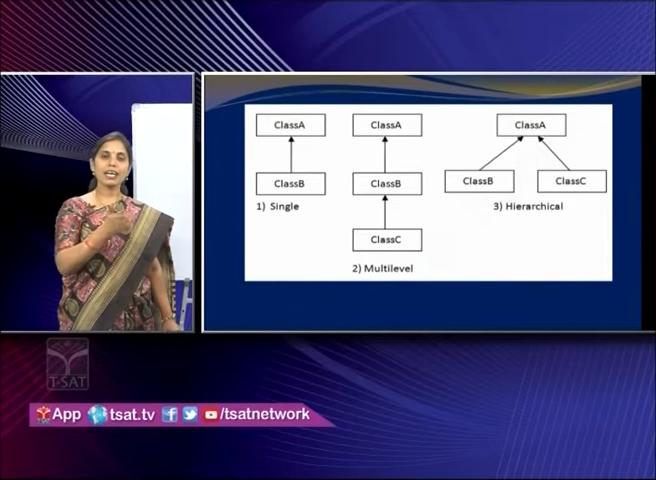 ClassA
ClassB
1) Single
ClassA
ClassB
ClassC
2) Multilevel
ClassA
ClassB
ClassC
3) Hierarchical
T-SAT
App tsat.tv /tsatnetwork